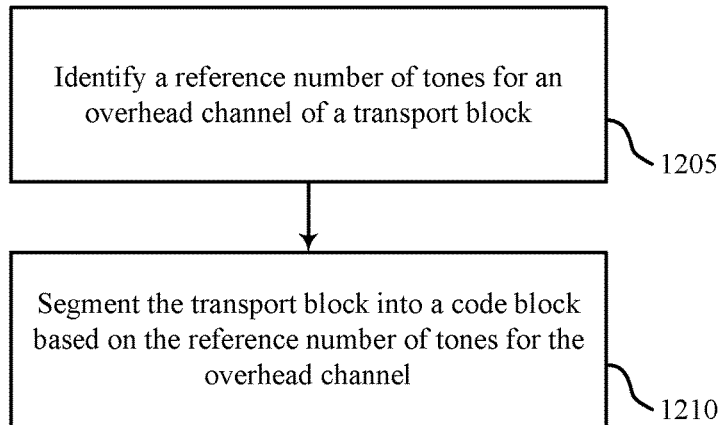 Identify a reference number of tones for an
overhead channel of a transport block
1205
Segment the transport block into a code block
based on the reference number of tones for the
overhead channel
1210